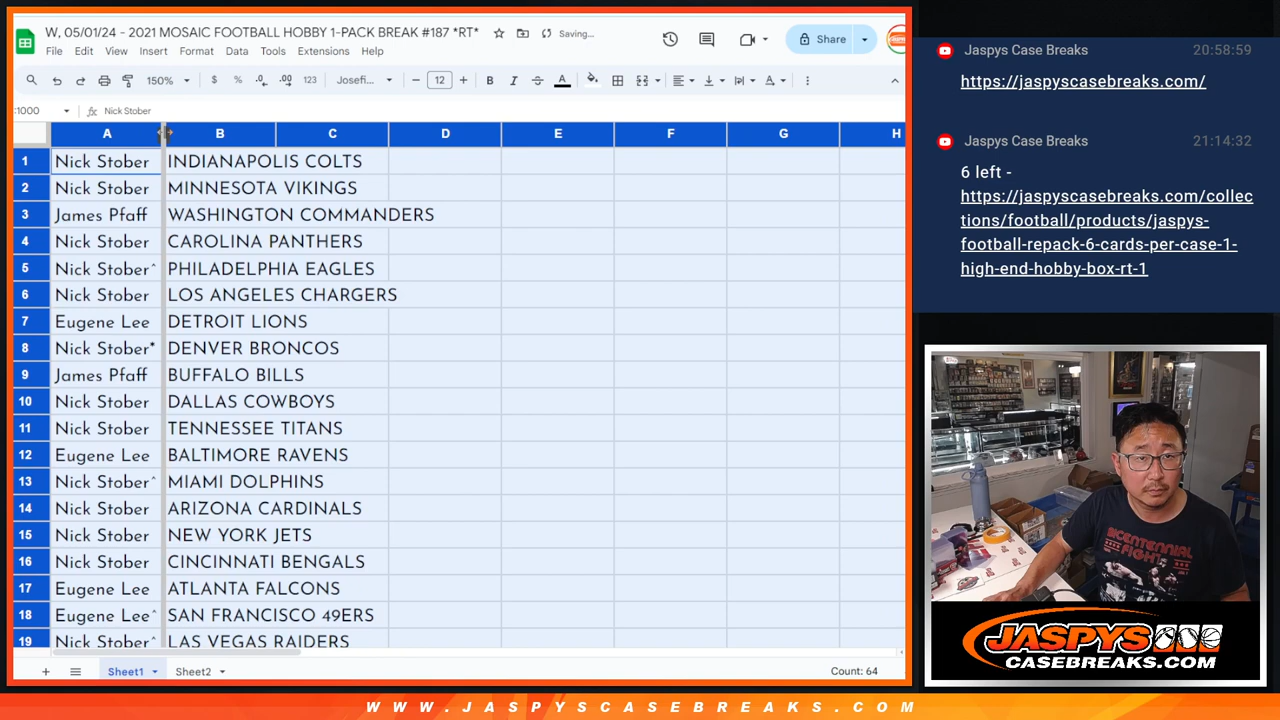 W, 05/01/24 - 2021 MOSAIC FOOTBALL HOBBY 1-PACK BREAK #187 *RT* Saving...
File Edit View Insert Format Data Tools Extensions Help
Share
150% $ % .0 .00 123 Josefi... 12 B I S A
:1000 fx Nick Stober
A B C D E F G H
1 Nick Stober INDIANAPOLIS COLTS
2 Nick Stober MINNESOTA VIKINGS
3 James Pfaff WASHINGTON COMMANDERS
4 Nick Stober CAROLINA PANTHERS
5 Nick Stober^ PHILADELPHIA EAGLES
6 Nick Stober LOS ANGELES CHARGERS
7 Eugene Lee DETROIT LIONS
8 Nick Stober* DENVER BRONCOS
9 James Pfaff BUFFALO BILLS
10 Nick Stober DALLAS COWBOYS
11 Nick Stober TENNESSEE TITANS
12 Eugene Lee BALTIMORE RAVENS
13 Nick Stober^ MIAMI DOLPHINS
14 Nick Stober ARIZONA CARDINALS
15 Nick Stober NEW YORK JETS
16 Nick Stober CINCINNATI BENGALS
17 Eugene Lee ATLANTA FALCONS
18 Eugene Lee^ SAN FRANCISCO 49ERS
19 Nick Stober^ LAS VEGAS RAIDERS
Sheet1 Sheet2 Count: 64
Jaspys Case Breaks 20:58:59
https://jaspyscasebreaks.com/
Jaspys Case Breaks 21:14:32
6 left -
https://jaspyscasebreaks.com/collec
tions/football/products/jaspys-
football-repack-6-cards-per-case-1-
high-end-hobby-box-rt-1
BICENTENNIAL
FIGHT
JASPYS
CASEBREAKS.COM
WWW.JASPYSCASEBREAKS.COM